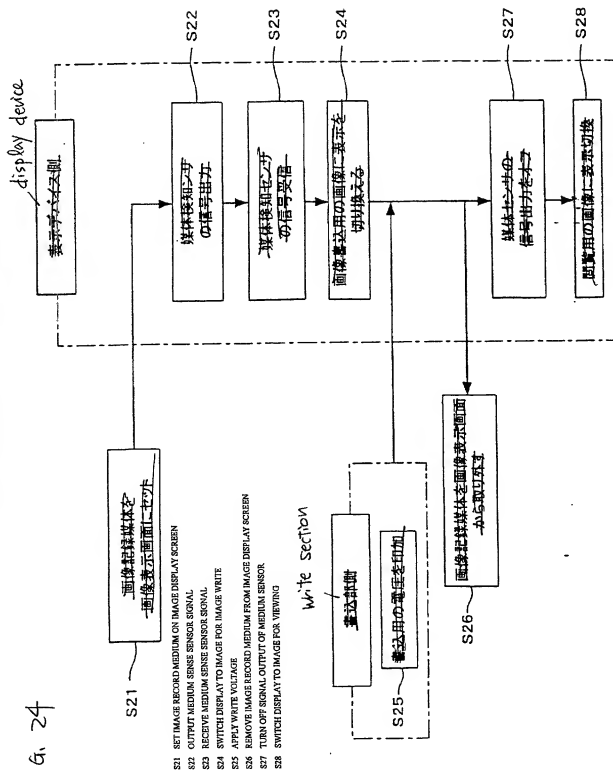 G. 24
display device
表示デバイス側
媒体検知センサ
の信号出力
S22
媒体検知センサ
の信号受信
S23
画像書込用の画像に表示を
切り換える
S24
媒体センサの
信号出力をオフ
S27
閲覧用の画像に表示切換
S28
画像記録媒体を
画像表示画面にセット
S21
write section
書込部側
書込用の電圧を印加
S25
画像記録媒体を画像表示画面
から取り外す
S26
S21 SET IMAGE RECORD MEDIUM ON IMAGE DISPLAY SCREEN
S22 OUTPUT MEDIUM SENSE SENSOR SIGNAL
S23 RECEIVE MEDIUM SENSE SENSOR SIGNAL
S24 SWITCH DISPLAY TO IMAGE FOR IMAGE WRITE
S25 APPLY WRITE VOLTAGE
S26 REMOVE IMAGE RECORD MEDIUM FROM IMAGE DISPLAY SCREEN
S27 TURN OFF SIGNAL OUTPUT OF MEDIUM SENSOR
S28 SWITCH DISPLAY TO IMAGE FOR VIEWING